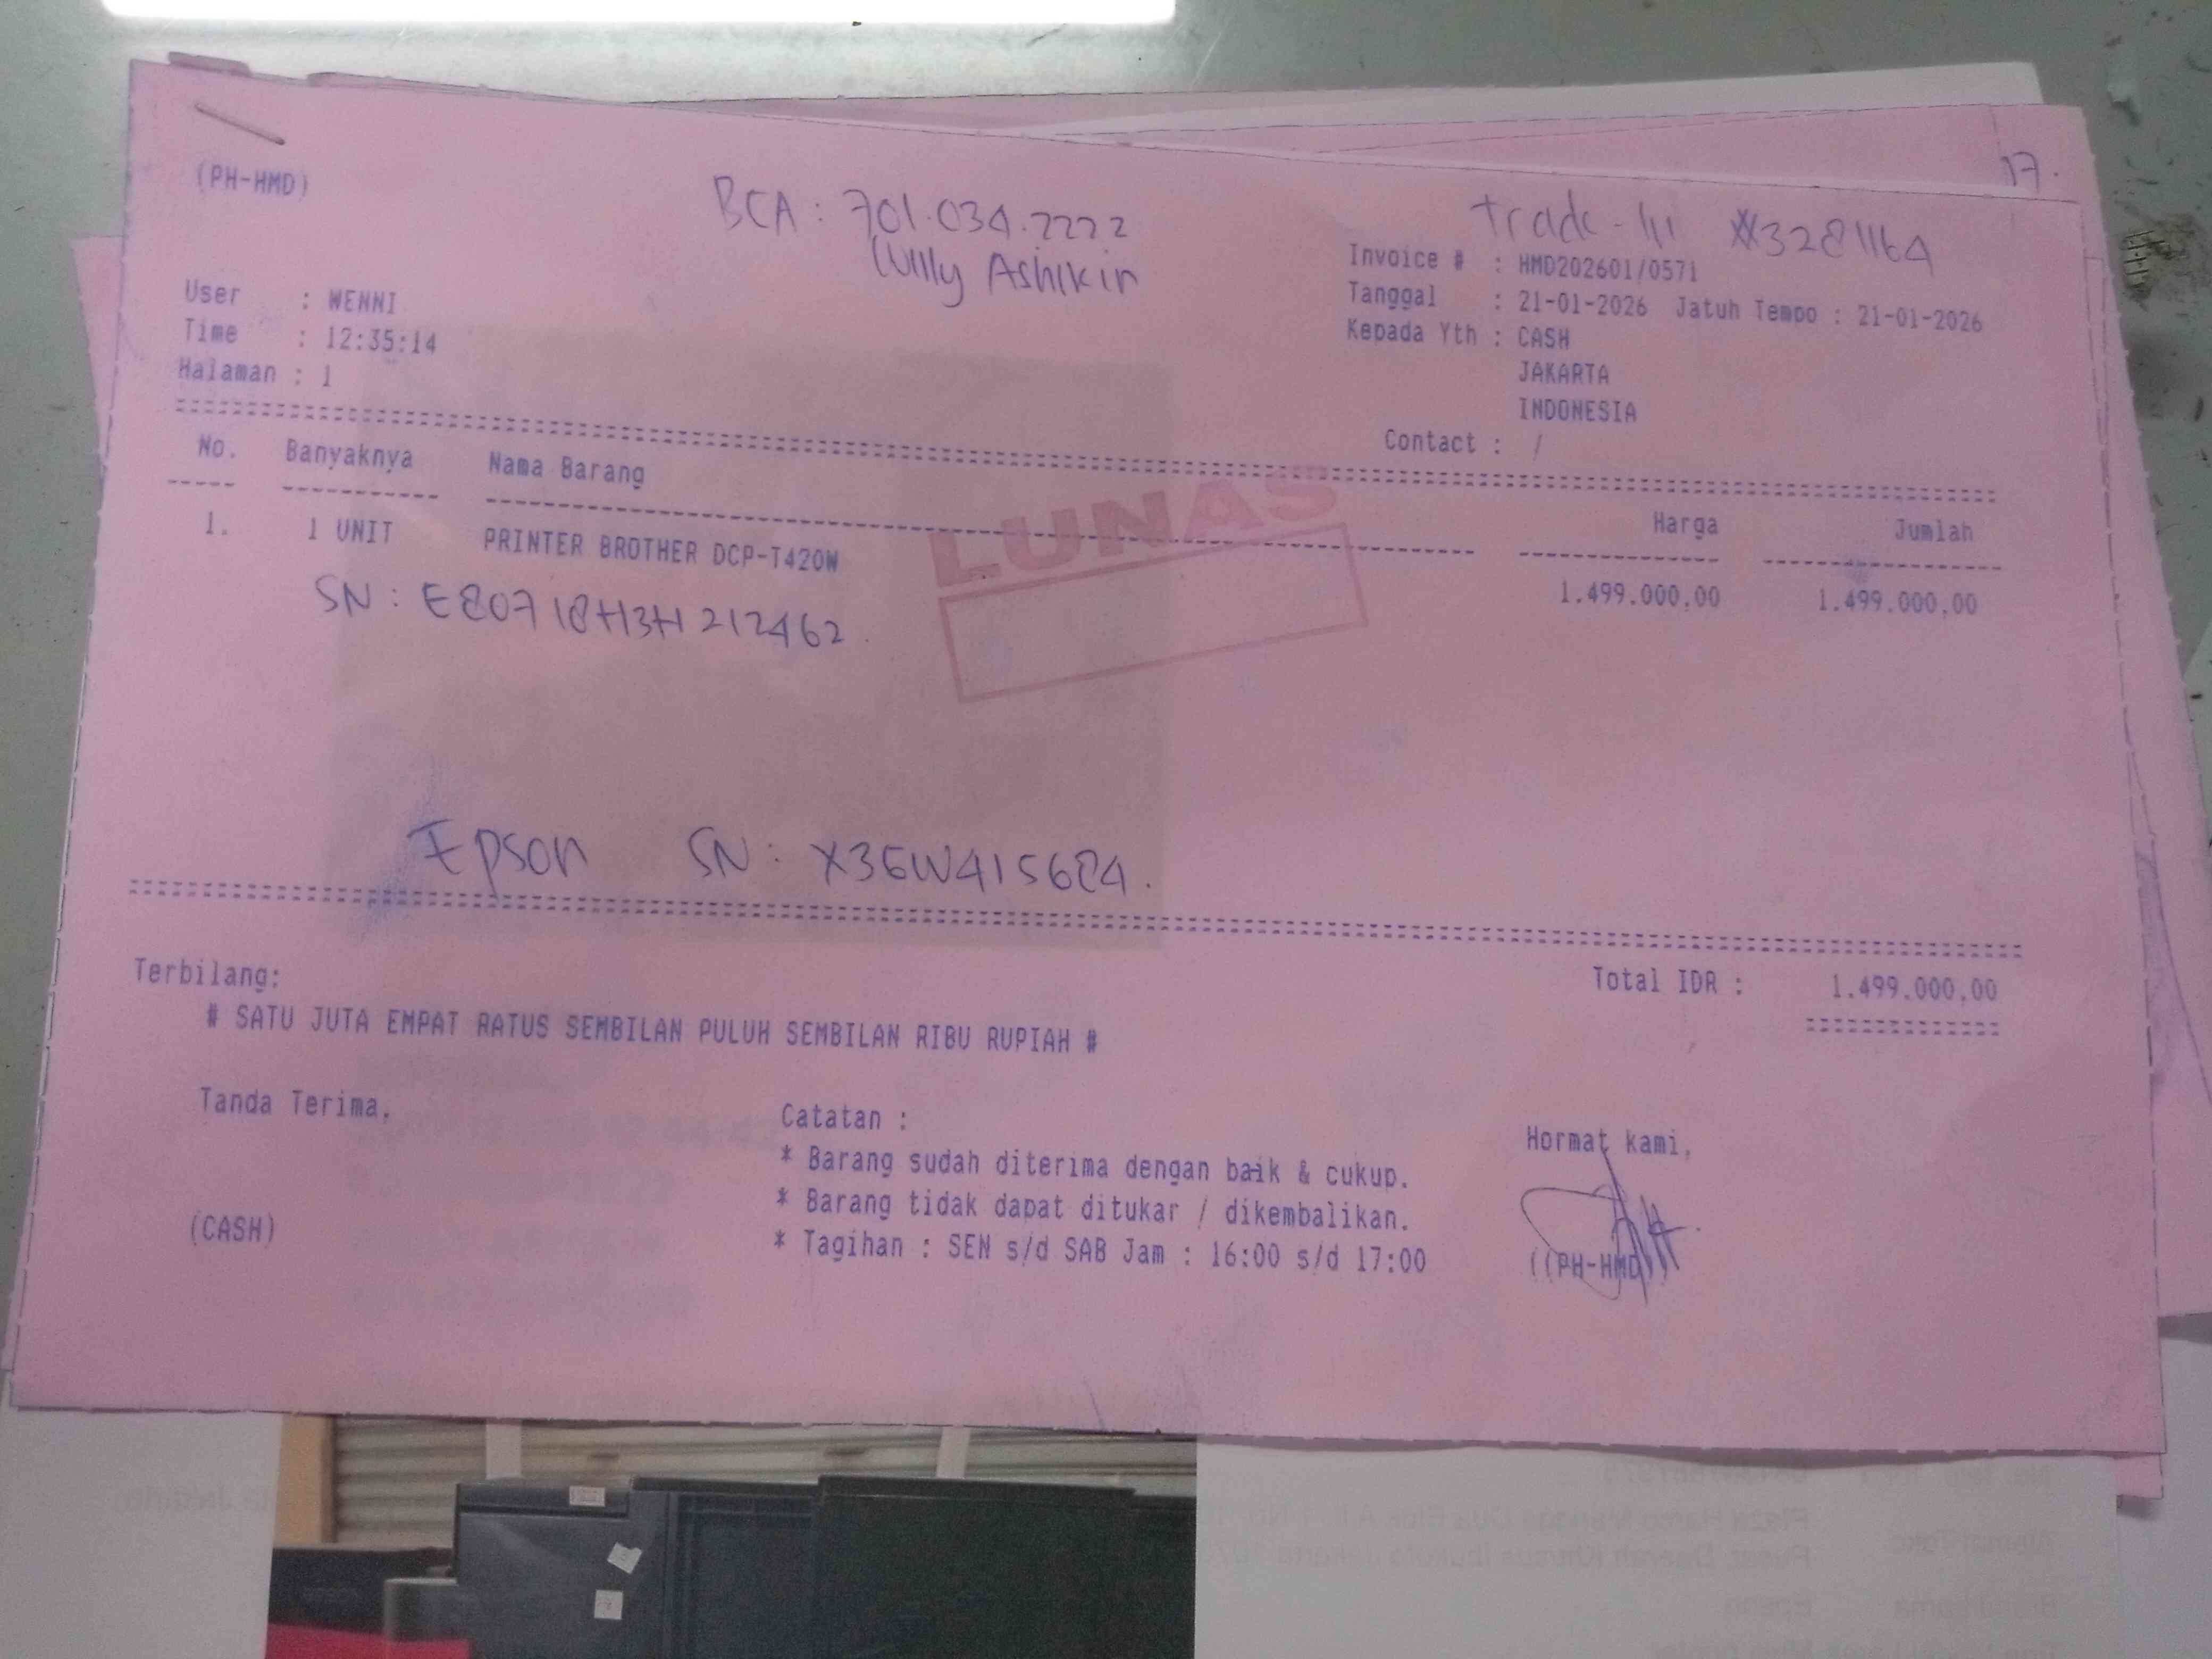 17.
(PH-HMD)
BCA : 701.034.2222
Willy Ashikin
Trade-in #3281164
Invoice # : HMD202601/0571
Tanggal : 21-01-2026 Jatuh Tempo : 21-01-2026
Kepada Yth : CASH
JAKARTA
INDONESIA
Contact : /
User : WENNI
Time : 12:35:14
Halaman : 1
No. Banyaknya Nama Barang Harga Jumlah
1. 1 UNIT PRINTER BROTHER DCP-T420W 1.499.000,00 1.499.000,00
LUNAS
SN : E80718H3H212462.
Epson SN : X36W415684.
Total IDR : 1.499.000,00
Terbilang:
# SATU JUTA EMPAT RATUS SEMBILAN PULUH SEMBILAN RIBU RUPIAH #
Tanda Terima,
(CASH)
Catatan :
* Barang sudah diterima dengan baik & cukup.
* Barang tidak dapat ditukar / dikembalikan.
* Tagihan : SEN s/d SAB Jam : 16:00 s/d 17:00
Hormat kami,
((PH-HMD))